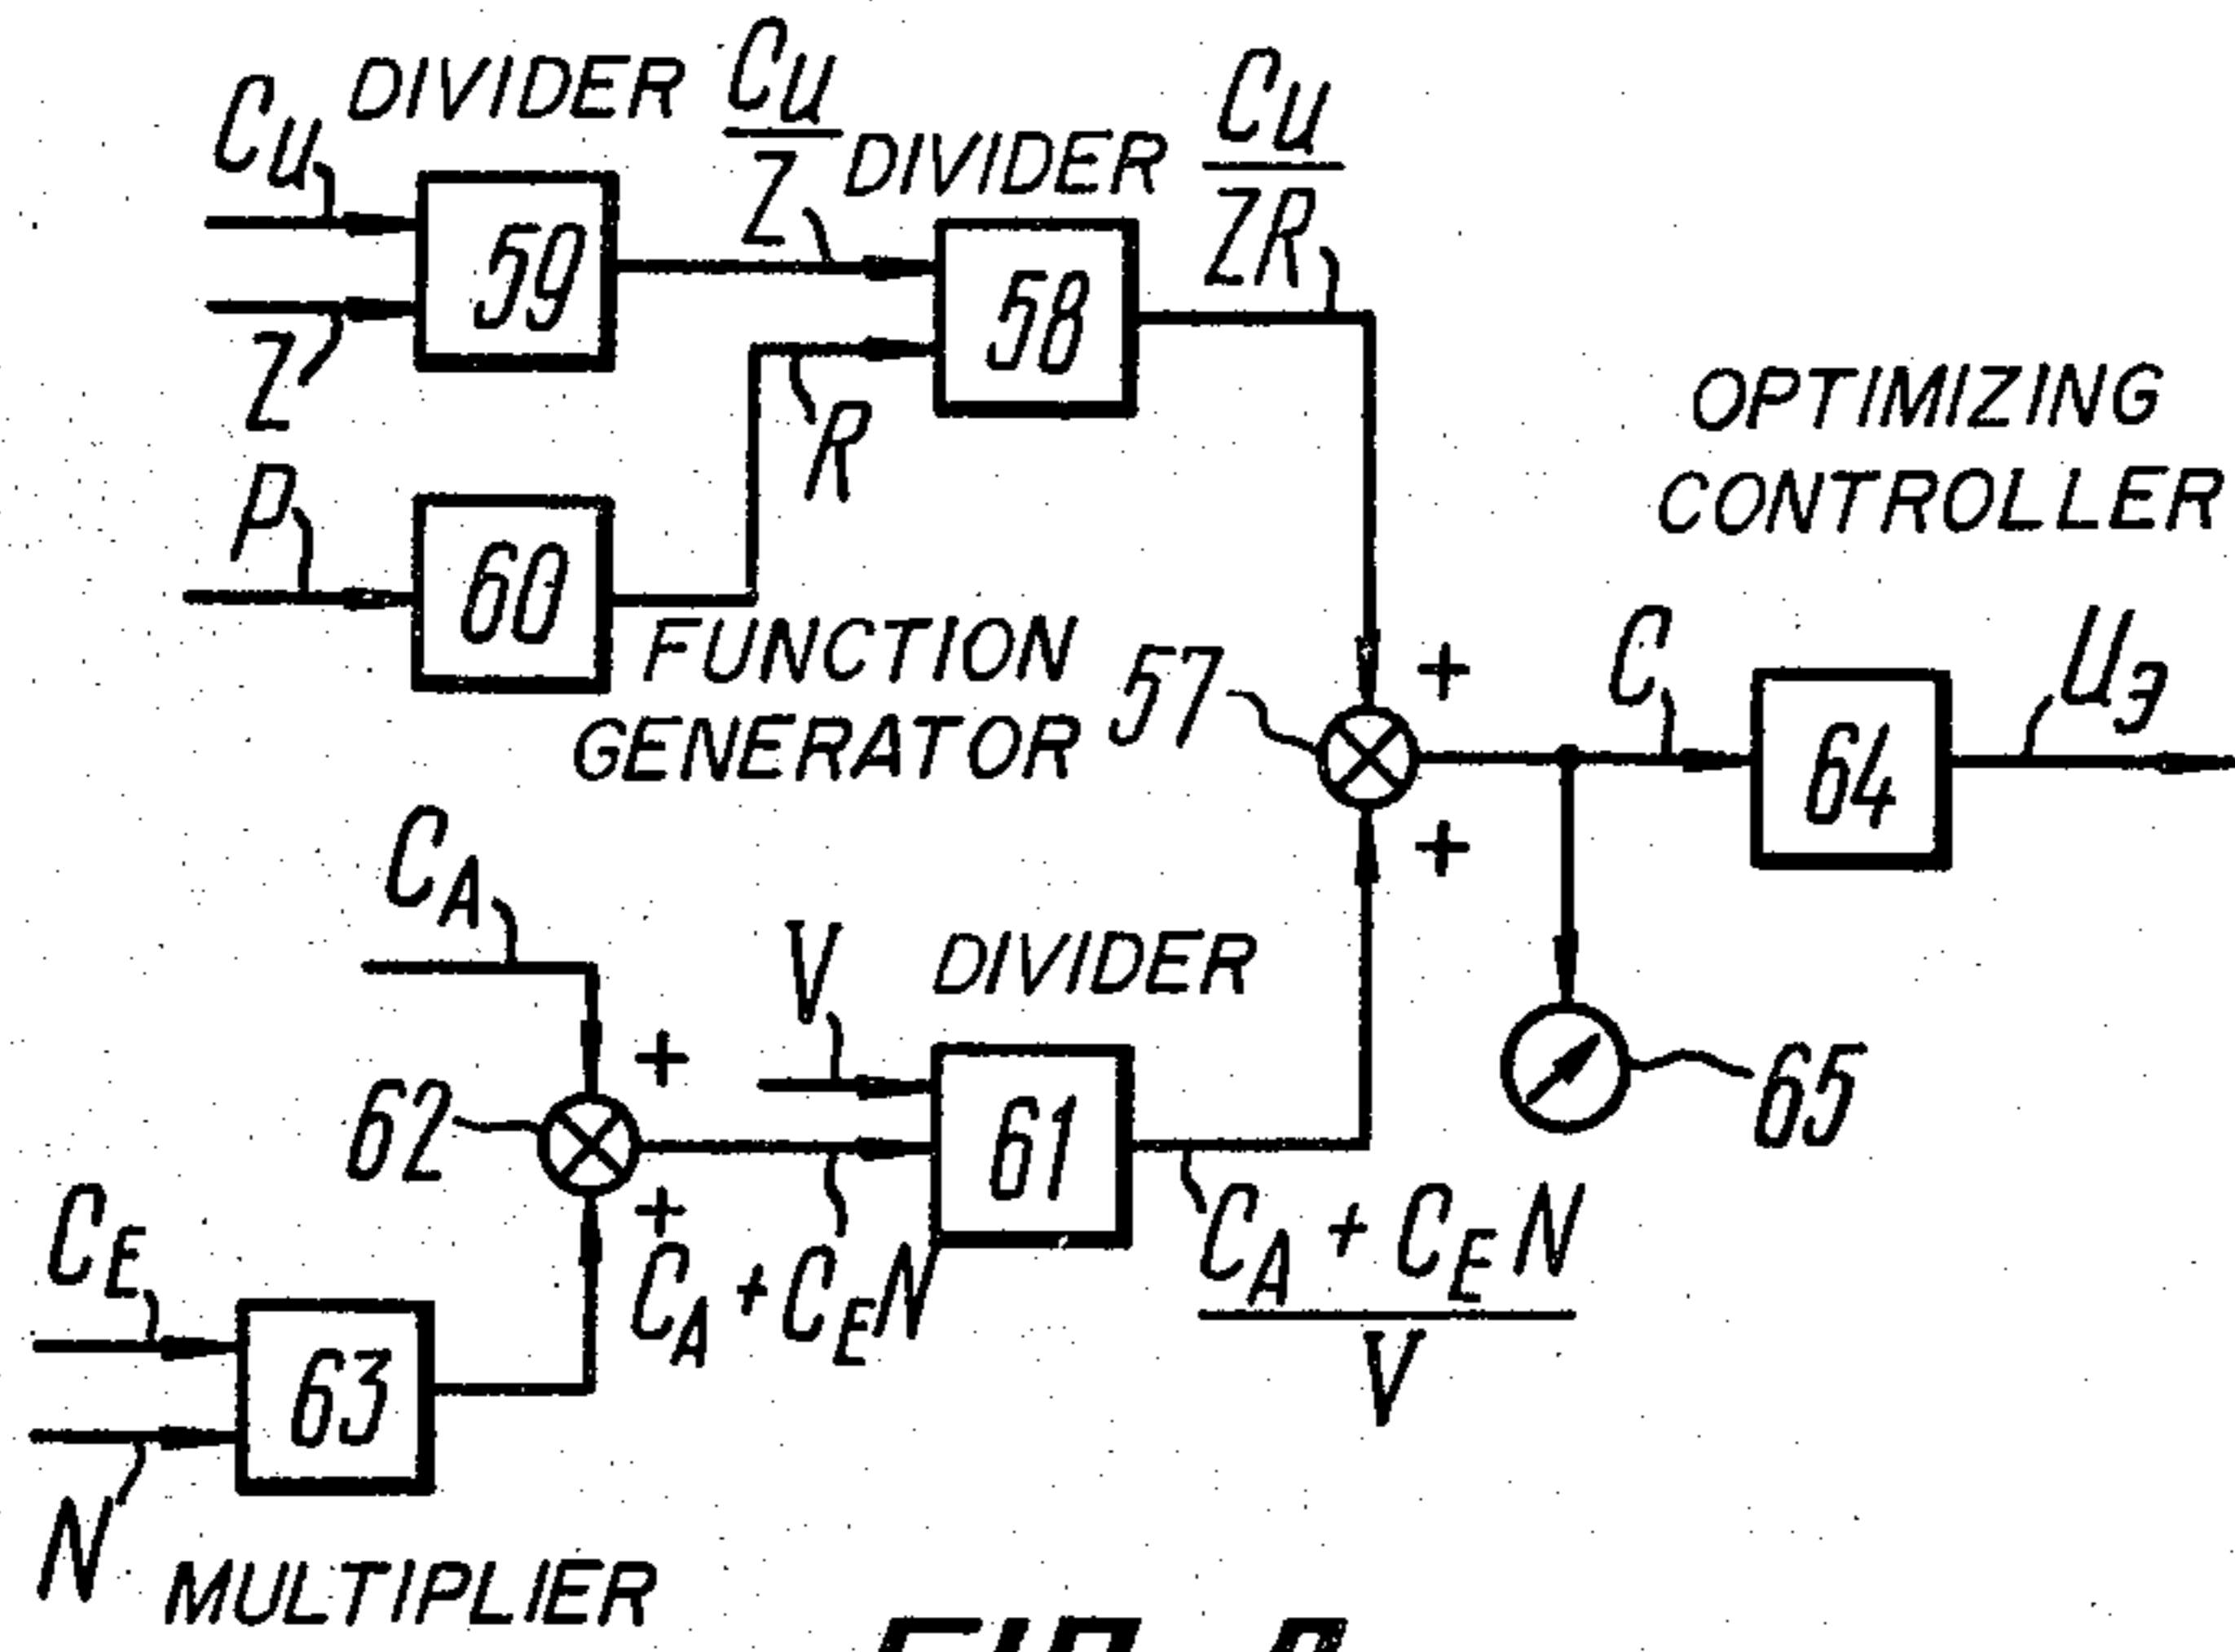 DIVIDER
Cu
Cu
Z
DIVIDER
Cu
ZR
59
58
Z
R
P
60
FUNCTION
GENERATOR
OPTIMIZING
CONTROLLER
57
+
+
C
64
UЭ
CA
V
DIVIDER
62
+
+
61
65
CE
CA + CEN
CA + CEN
V
63
N
MULTIPLIER